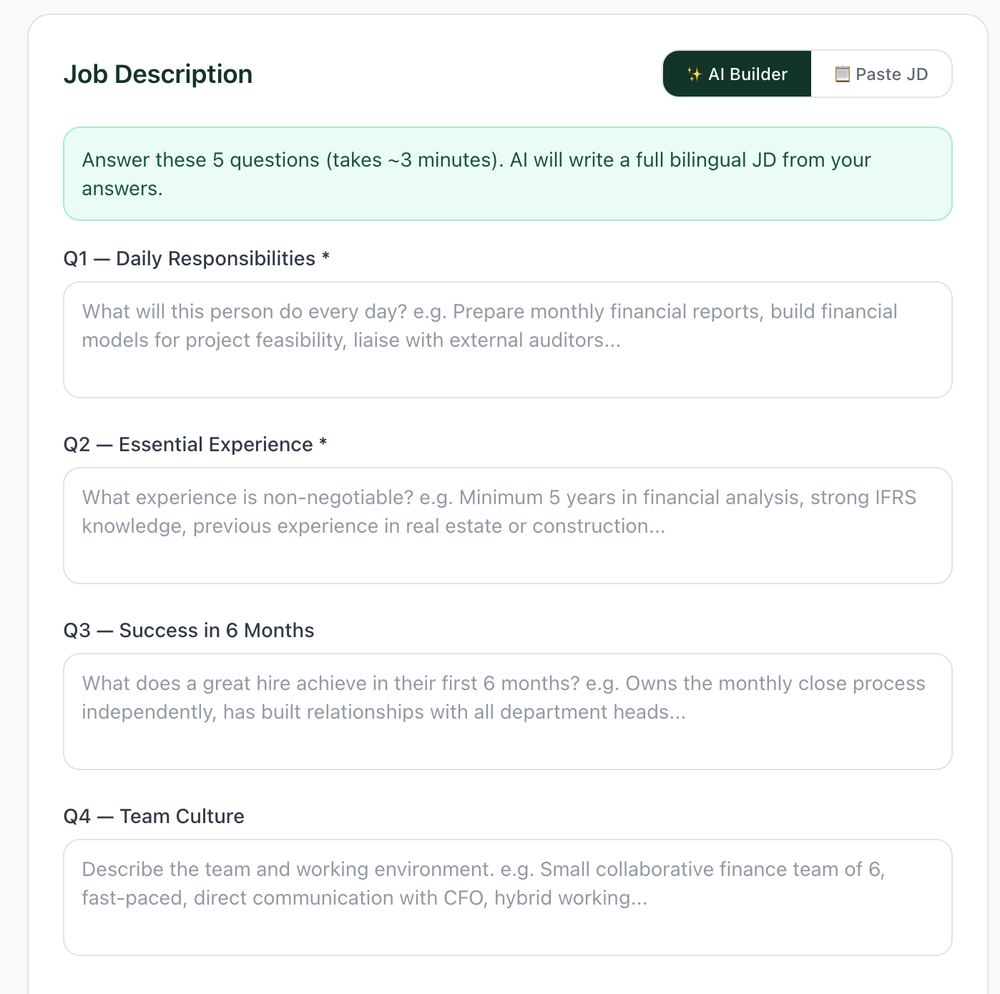 Job Description
✨ AI Builder
📋 Paste JD
Answer these 5 questions (takes ~3 minutes). AI will write a full bilingual JD from your
answers.
Q1 — Daily Responsibilities *
What will this person do every day? e.g. Prepare monthly financial reports, build financial
models for project feasibility, liaise with external auditors...
Q2 — Essential Experience *
What experience is non-negotiable? e.g. Minimum 5 years in financial analysis, strong IFRS
knowledge, previous experience in real estate or construction...
Q3 — Success in 6 Months
What does a great hire achieve in their first 6 months? e.g. Owns the monthly close process
independently, has built relationships with all department heads...
Q4 — Team Culture
Describe the team and working environment. e.g. Small collaborative finance team of 6,
fast-paced, direct communication with CFO, hybrid working...